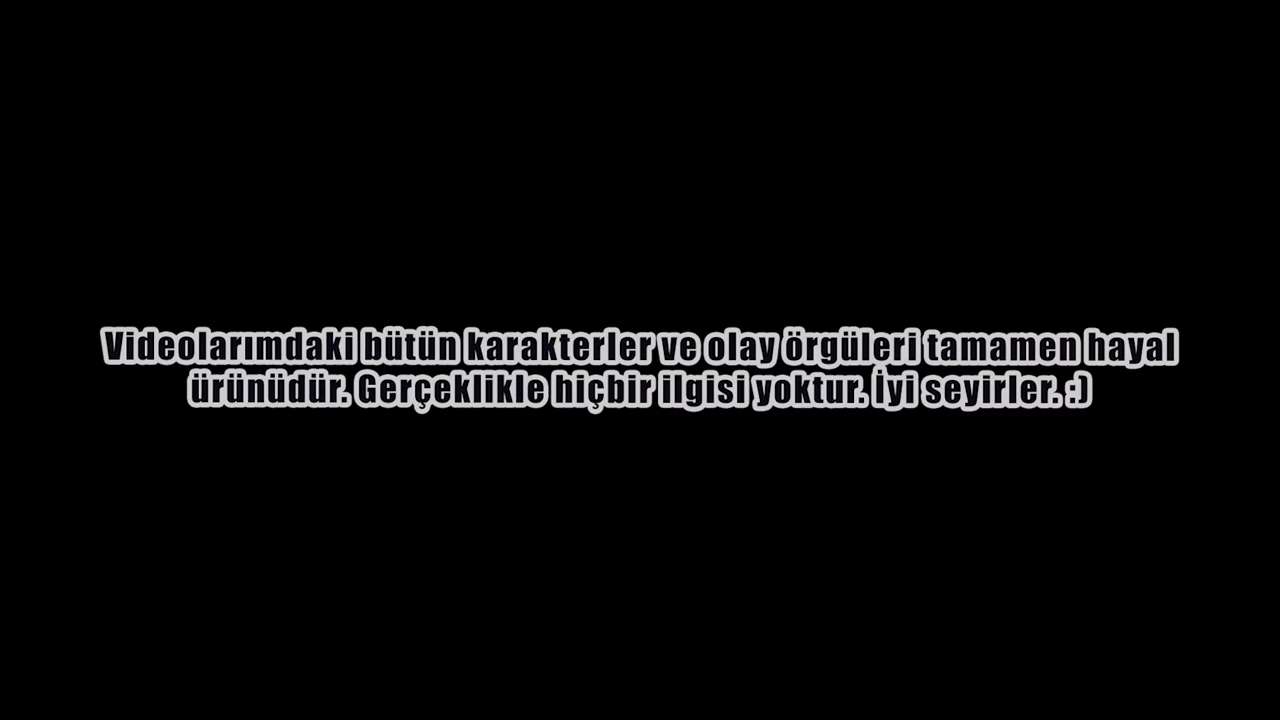 Videolarımdaki bütün karakterler ve olay örgüleri tamamen hayal
ürünüdür. Gerçeklikle hiçbir ilgisi yoktur. İyi seyirler. :)